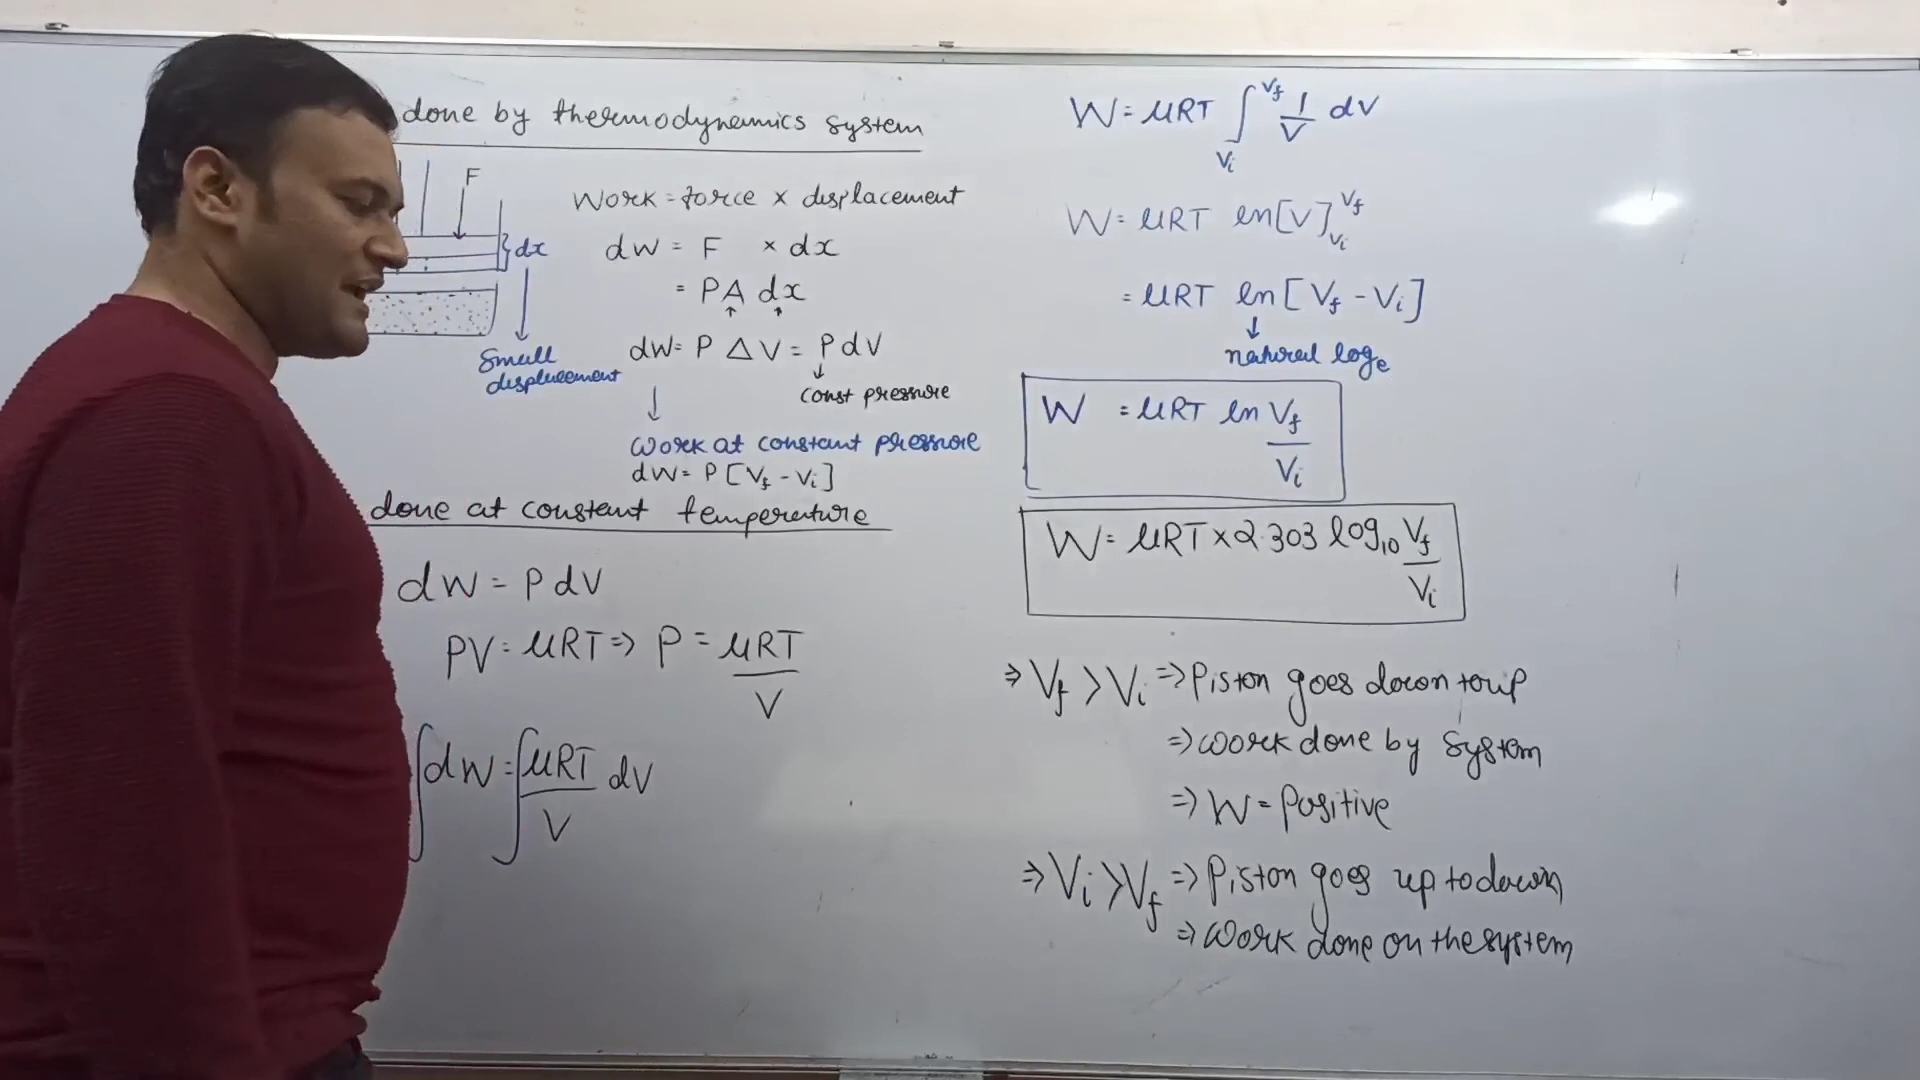 done by thermodynamics system
F
dx
Small
displacement
Work = force × displacement
dW = F × dx
= PA dx
dW = P ΔV = PdV
const pressure
Work at constant pressure
dW = P[Vf - Vi]
done at constant temperature
dW = PdV
PV = μRT ⇒ P = μRT/V
∫dW = ∫μRT/V dV
W = μRT ∫Vi^Vf 1/V dV
W = μRT ln[V]Vi^Vf
= μRT ln[Vf - Vi]
natural loge
W = μRT ln Vf/Vi
W = μRT × 2.303 log10 Vf/Vi
⇒ Vf > Vi ⇒ Piston goes down to up
⇒ work done by system
⇒ W = Positive
⇒ Vi > Vf ⇒ Piston goes up to down
⇒ work done on the system